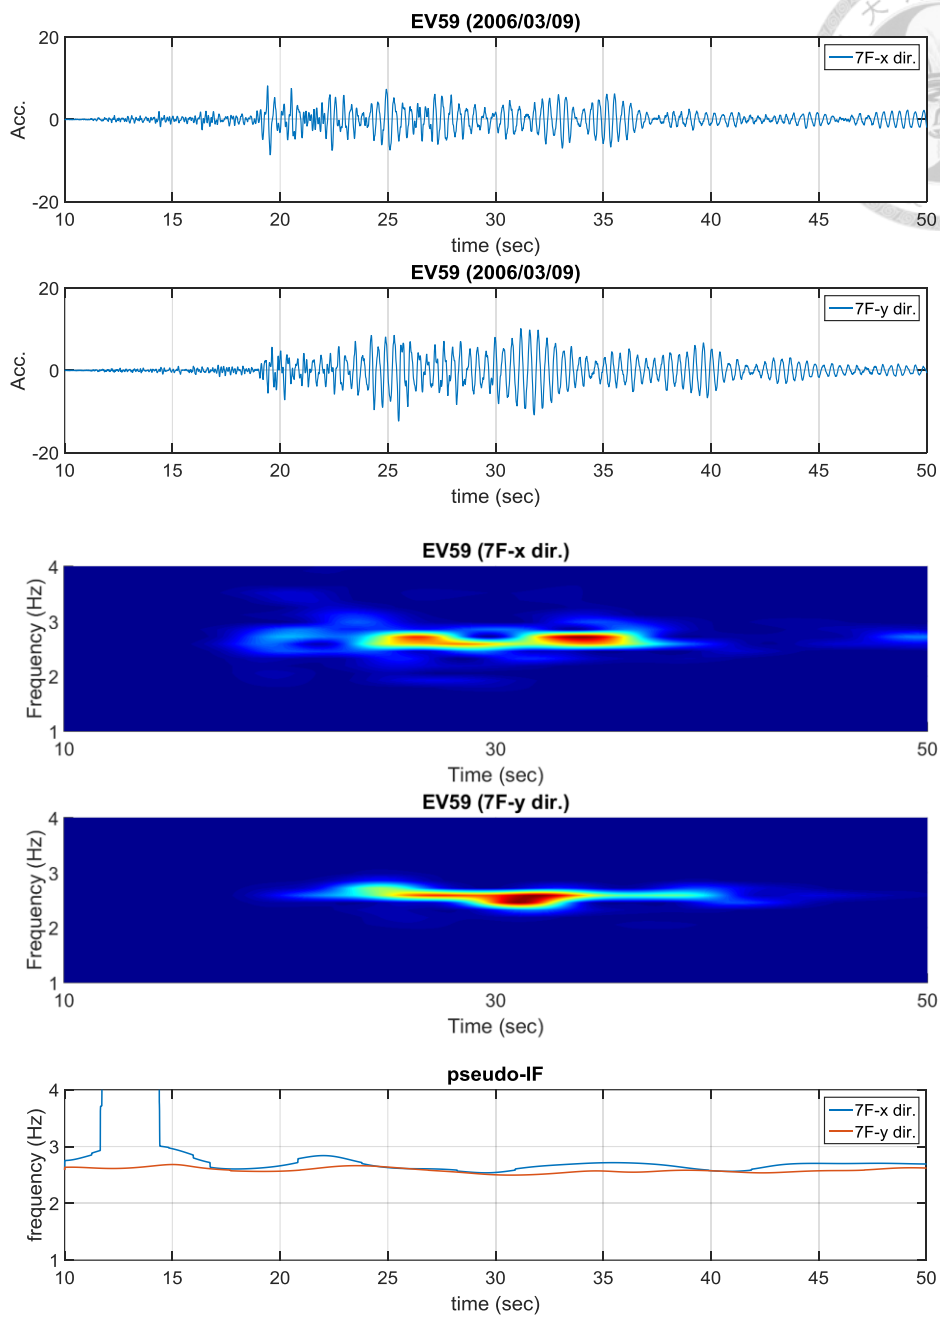 EV59 (2006/03/09)
20
0
-20
Acc.
7F-x dir.
10 15 20 25 30 35 40 45 50
time (sec)
EV59 (2006/03/09)
20
0
-20
Acc.
7F-y dir.
10 15 20 25 30 35 40 45 50
time (sec)
EV59 (7F-x dir.)
4
3
2
1
Frequency (Hz)
10 30 50
Time (sec)
EV59 (7F-y dir.)
4
3
2
1
Frequency (Hz)
10 30 50
Time (sec)
pseudo-IF
4
3
2
1
frequency (Hz)
7F-x dir.
7F-y dir.
10 15 20 25 30 35 40 45 50
time (sec)